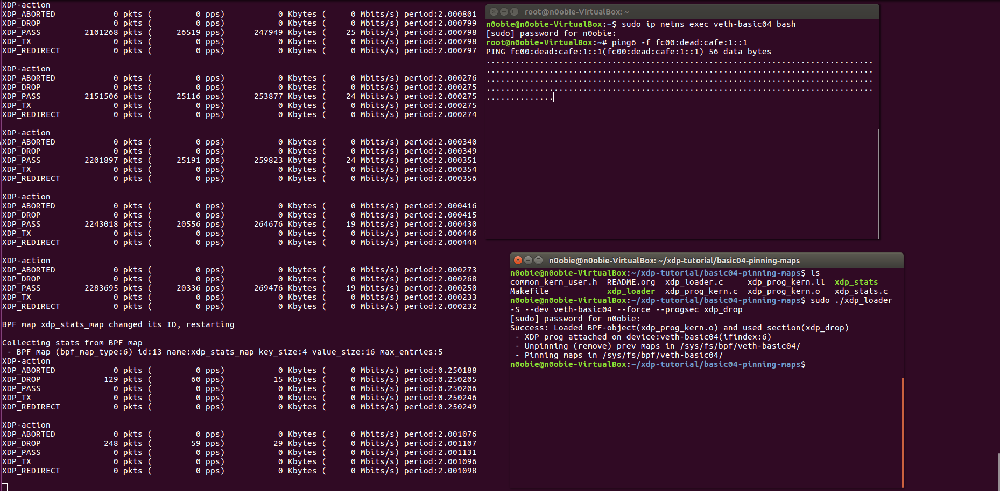 XDP-action
XDP_ABORTED 0 pkts ( 0 pps) 0 Kbytes ( 0 Mbits/s) period:2.000801
XDP_DROP 0 pkts ( 0 pps) 0 Kbytes ( 0 Mbits/s) period:2.000799
XDP_PASS 2101268 pkts ( 26519 pps) 247949 Kbytes ( 25 Mbits/s) period:2.000798
XDP_TX 0 pkts ( 0 pps) 0 Kbytes ( 0 Mbits/s) period:2.000798
XDP_REDIRECT 0 pkts ( 0 pps) 0 Kbytes ( 0 Mbits/s) period:2.000797

XDP-action
XDP_ABORTED 0 pkts ( 0 pps) 0 Kbytes ( 0 Mbits/s) period:2.000276
XDP_DROP 0 pkts ( 0 pps) 0 Kbytes ( 0 Mbits/s) period:2.000275
XDP_PASS 2151506 pkts ( 25116 pps) 253877 Kbytes ( 24 Mbits/s) period:2.000275
XDP_TX 0 pkts ( 0 pps) 0 Kbytes ( 0 Mbits/s) period:2.000275
XDP_REDIRECT 0 pkts ( 0 pps) 0 Kbytes ( 0 Mbits/s) period:2.000274

XDP-action
XDP_ABORTED 0 pkts ( 0 pps) 0 Kbytes ( 0 Mbits/s) period:2.000340
XDP_DROP 0 pkts ( 0 pps) 0 Kbytes ( 0 Mbits/s) period:2.000349
XDP_PASS 2201897 pkts ( 25191 pps) 259823 Kbytes ( 24 Mbits/s) period:2.000351
XDP_TX 0 pkts ( 0 pps) 0 Kbytes ( 0 Mbits/s) period:2.000354
XDP_REDIRECT 0 pkts ( 0 pps) 0 Kbytes ( 0 Mbits/s) period:2.000356

XDP-action
XDP_ABORTED 0 pkts ( 0 pps) 0 Kbytes ( 0 Mbits/s) period:2.000416
XDP_DROP 0 pkts ( 0 pps) 0 Kbytes ( 0 Mbits/s) period:2.000415
XDP_PASS 2243018 pkts ( 20556 pps) 264676 Kbytes ( 19 Mbits/s) period:2.000430
XDP_TX 0 pkts ( 0 pps) 0 Kbytes ( 0 Mbits/s) period:2.000446
XDP_REDIRECT 0 pkts ( 0 pps) 0 Kbytes ( 0 Mbits/s) period:2.000444

XDP-action
XDP_ABORTED 0 pkts ( 0 pps) 0 Kbytes ( 0 Mbits/s) period:2.000273
XDP_DROP 0 pkts ( 0 pps) 0 Kbytes ( 0 Mbits/s) period:2.000268
XDP_PASS 2283695 pkts ( 20336 pps) 269476 Kbytes ( 19 Mbits/s) period:2.000250
XDP_TX 0 pkts ( 0 pps) 0 Kbytes ( 0 Mbits/s) period:2.000233
XDP_REDIRECT 0 pkts ( 0 pps) 0 Kbytes ( 0 Mbits/s) period:2.000232

BPF map xdp_stats_map changed its ID, restarting

Collecting stats from BPF map
 - BPF map (bpf_map_type:6) id:13 name:xdp_stats_map key_size:4 value_size:16 max_entries:5
XDP-action
XDP_ABORTED 0 pkts ( 0 pps) 0 Kbytes ( 0 Mbits/s) period:0.250188
XDP_DROP 129 pkts ( 60 pps) 15 Kbytes ( 0 Mbits/s) period:0.250205
XDP_PASS 0 pkts ( 0 pps) 0 Kbytes ( 0 Mbits/s) period:0.250206
XDP_TX 0 pkts ( 0 pps) 0 Kbytes ( 0 Mbits/s) period:0.250246
XDP_REDIRECT 0 pkts ( 0 pps) 0 Kbytes ( 0 Mbits/s) period:0.250249

XDP-action
XDP_ABORTED 0 pkts ( 0 pps) 0 Kbytes ( 0 Mbits/s) period:2.001076
XDP_DROP 248 pkts ( 59 pps) 29 Kbytes ( 0 Mbits/s) period:2.001107
XDP_PASS 0 pkts ( 0 pps) 0 Kbytes ( 0 Mbits/s) period:2.001131
XDP_TX 0 pkts ( 0 pps) 0 Kbytes ( 0 Mbits/s) period:2.001096
XDP_REDIRECT 0 pkts ( 0 pps) 0 Kbytes ( 0 Mbits/s) period:2.001098

root@n0obie-VirtualBox: ~
n0obie@n0obie-VirtualBox:~$ sudo ip netns exec veth-basic04 bash
[sudo] password for n0obie:
root@n0obie-VirtualBox:~# ping6 -f fc00:dead:cafe:1::1
PING fc00:dead:cafe:1::1(fc00:dead:cafe:1::1) 56 data bytes
................................................................................
................................................................................
................................................................................
................................................................................
..............

n0obie@n0obie-VirtualBox: ~/xdp-tutorial/basic04-pinning-maps
n0obie@n0obie-VirtualBox:~/xdp-tutorial/basic04-pinning-maps$ ls
common_kern_user.h README.org xdp_loader.c xdp_prog_kern.ll xdp_stats
Makefile xdp_loader xdp_prog_kern.c xdp_prog_kern.o xdp_stats.c
n0obie@n0obie-VirtualBox:~/xdp-tutorial/basic04-pinning-maps$ sudo ./xdp_loader
-S --dev veth-basic04 --force --progsec xdp_drop
[sudo] password for n0obie:
Success: Loaded BPF-object(xdp_prog_kern.o) and used section(xdp_drop)
 - XDP prog attached on device:veth-basic04(ifindex:6)
 - Unpinning (remove) prev maps in /sys/fs/bpf/veth-basic04/
 - Pinning maps in /sys/fs/bpf/veth-basic04/
n0obie@n0obie-VirtualBox:~/xdp-tutorial/basic04-pinning-maps$